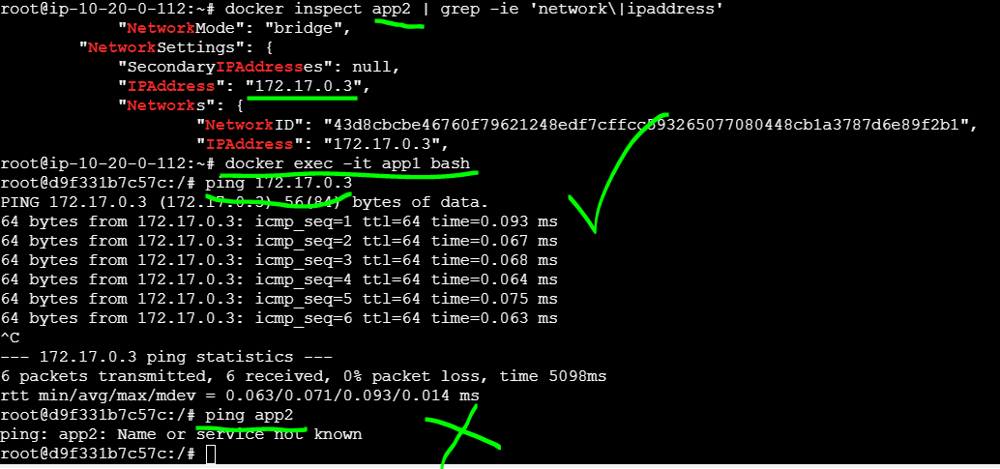 root@ip-10-20-0-112:~# docker inspect app2 | grep -ie 'network\|ipaddress'
"NetworkMode": "bridge",
"NetworkSettings": {
"SecondaryIPAddresses": null,
"IPAddress": "172.17.0.3",
"Networks": {
"NetworkID": "43d8cbcbe46760f79621248edf7cffcc593265077080448cb1a3787d6e89f2b1",
"IPAddress": "172.17.0.3",
root@ip-10-20-0-112:~# docker exec -it app1 bash
root@d9f331b7c57c:/# ping 172.17.0.3
PING 172.17.0.3 (172.17.0.3) 56(84) bytes of data.
64 bytes from 172.17.0.3: icmp_seq=1 ttl=64 time=0.093 ms
64 bytes from 172.17.0.3: icmp_seq=2 ttl=64 time=0.067 ms
64 bytes from 172.17.0.3: icmp_seq=3 ttl=64 time=0.068 ms
64 bytes from 172.17.0.3: icmp_seq=4 ttl=64 time=0.064 ms
64 bytes from 172.17.0.3: icmp_seq=5 ttl=64 time=0.075 ms
64 bytes from 172.17.0.3: icmp_seq=6 ttl=64 time=0.063 ms
^C
--- 172.17.0.3 ping statistics ---
6 packets transmitted, 6 received, 0% packet loss, time 5098ms
rtt min/avg/max/mdev = 0.063/0.071/0.093/0.014 ms
root@d9f331b7c57c:/# ping app2
ping: app2: Name or service not known
root@d9f331b7c57c:/#